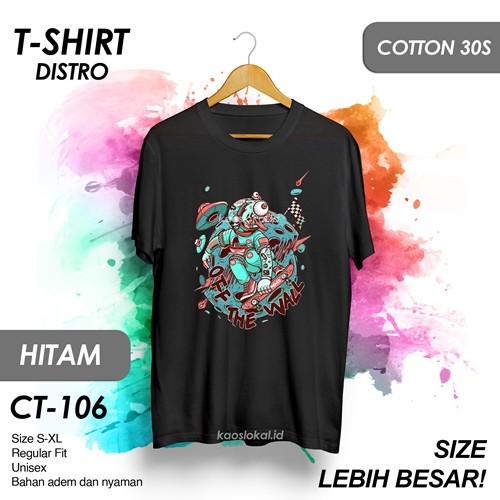 T-SHIRT
DISTRO
COTTON 30S
OFF THE WALL
HITAM
CT-106
Size S-XL
Regular Fit
Unisex
Bahan adem dan nyaman
kaoslokal.id
SIZE
LEBIH BESAR!